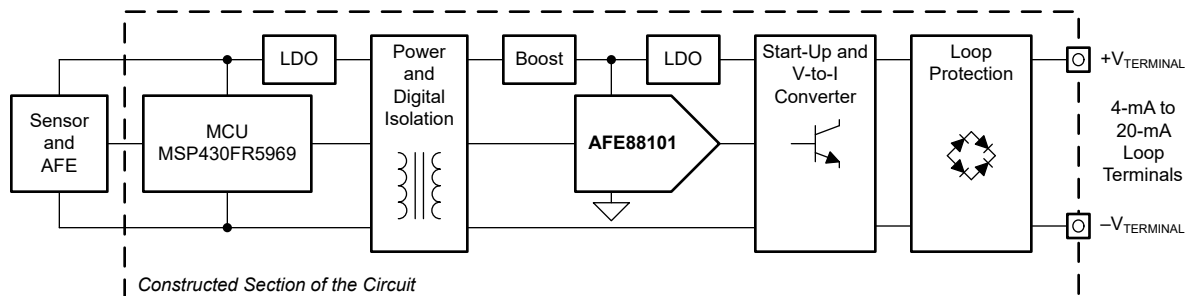 LDO
Power
and
Digital
Isolation
Boost
LDO
Start-Up and
V-to-I
Converter
Loop
Protection
+VTERMINAL
Sensor
and
AFE
MCU
MSP430FR5969
AFE88101
4-mA to
20-mA
Loop
Terminals
–VTERMINAL
Constructed Section of the Circuit